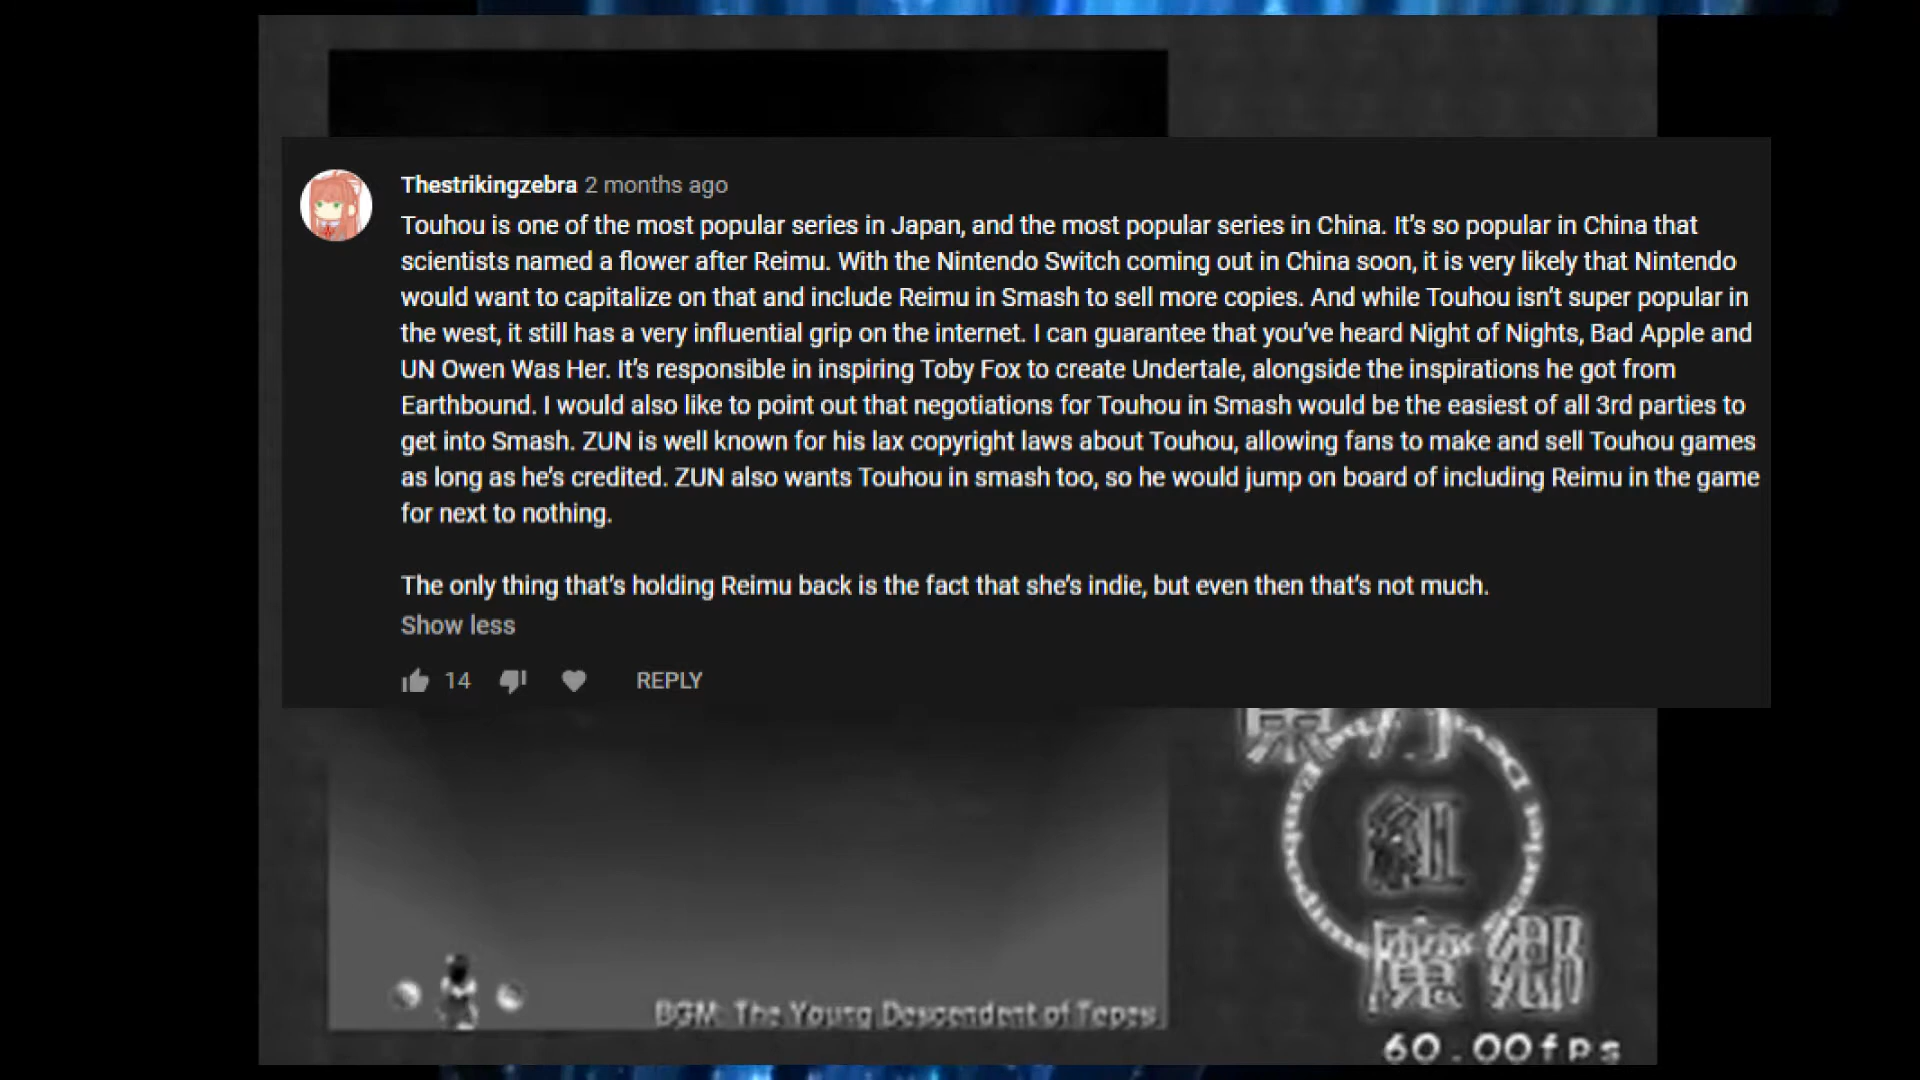 Thestrikingzebra 2 months ago
Touhou is one of the most popular series in Japan, and the most popular series in China. It's so popular in China that
scientists named a flower after Reimu. With the Nintendo Switch coming out in China soon, it is very likely that Nintendo
would want to capitalize on that and include Reimu in Smash to sell more copies. And while Touhou isn't super popular in
the west, it still has a very influential grip on the internet. I can guarantee that you've heard Night of Nights, Bad Apple and
UN Owen Was Her. It's responsible in inspiring Toby Fox to create Undertale, alongside the inspirations he got from
Earthbound. I would also like to point out that negotiations for Touhou in Smash would be the easiest of all 3rd parties to
get into Smash. ZUN is well known for his lax copyright laws about Touhou, allowing fans to make and sell Touhou games
as long as he's credited. ZUN also wants Touhou in smash too, so he would jump on board of including Reimu in the game
for next to nothing.
The only thing that's holding Reimu back is the fact that she's indie, but even then that's not much.
Show less
14 REPLY
東方
紅
魔郷
BGM: The Young Descendent of Tepes
60.00fps